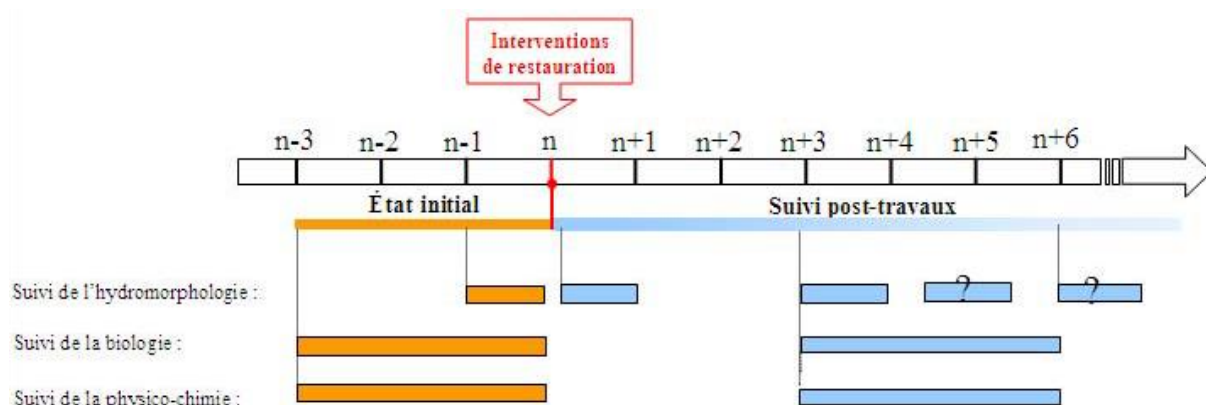 Interventions
de restauration
n-3 n-2 n-1 n n+1 n+2 n+3 n+4 n+5 n+6
État initial Suivi post-travaux
Suivi de l'hydromorphologie : ? ?
Suivi de la biologie :
Suivi de la physico-chimie :